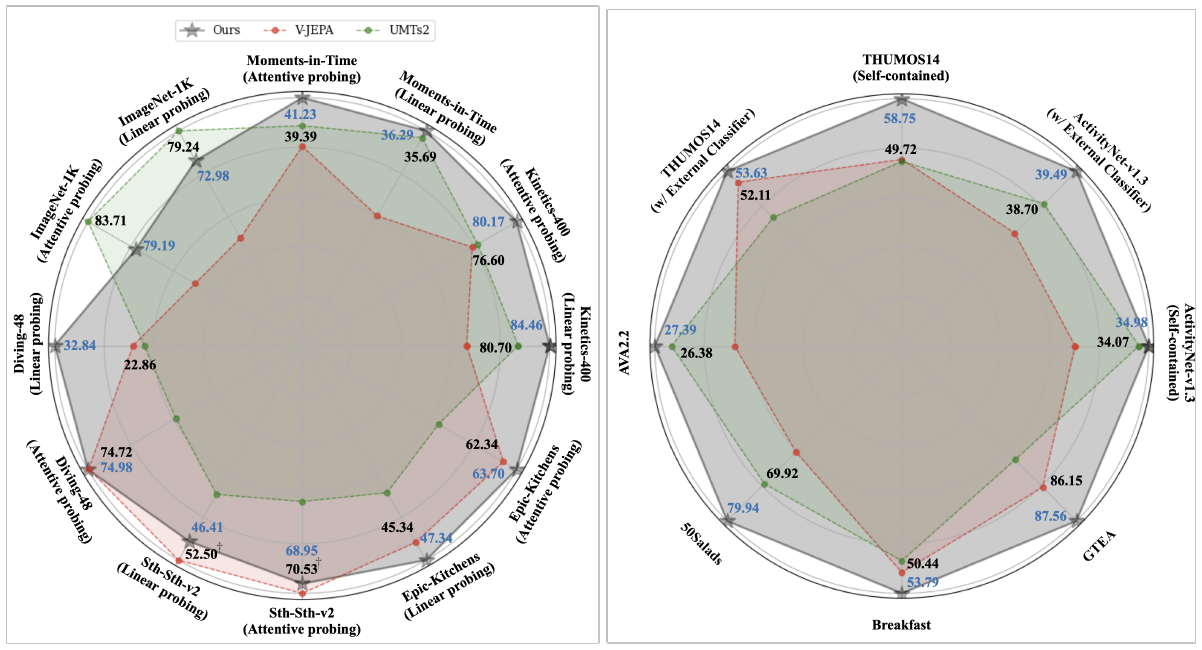 Ours
V-JEPA
UMTs2
Moments-in-Time
(Attentive probing)
41.23
39.39
Moments-in-Time
(Linear probing)
36.29
35.69
Kinetics-400
(Attentive probing)
80.17
76.60
Kinetics-400
(Linear probing)
84.46
80.70
Epic-Kitchens
(Attentive probing)
62.34
63.70
Epic-Kitchens
(Linear probing)
45.34
47.34
Sth-Sth-v2
(Attentive probing)
68.95
70.53†
Sth-Sth-v2
(Linear probing)
46.41
52.50†
Diving-48
(Attentive probing)
74.72
74.98
Diving-48
(Linear probing)
32.84
22.86
ImageNet-1K
(Attentive probing)
83.71
79.19
ImageNet-1K
(Linear probing)
79.24
72.98
THUMOS14
(Self-contained)
58.75
49.72
ActivityNet-v1.3
(w/ External Classifier)
39.49
38.70
ActivityNet-v1.3
(Self-contained)
34.98
34.07
GTEA
86.15
87.56
Breakfast
50.44
53.79
50Salads
69.92
79.94
AVA2.2
27.39
26.38
THUMOS14
(w/ External Classifier)
53.63
52.11